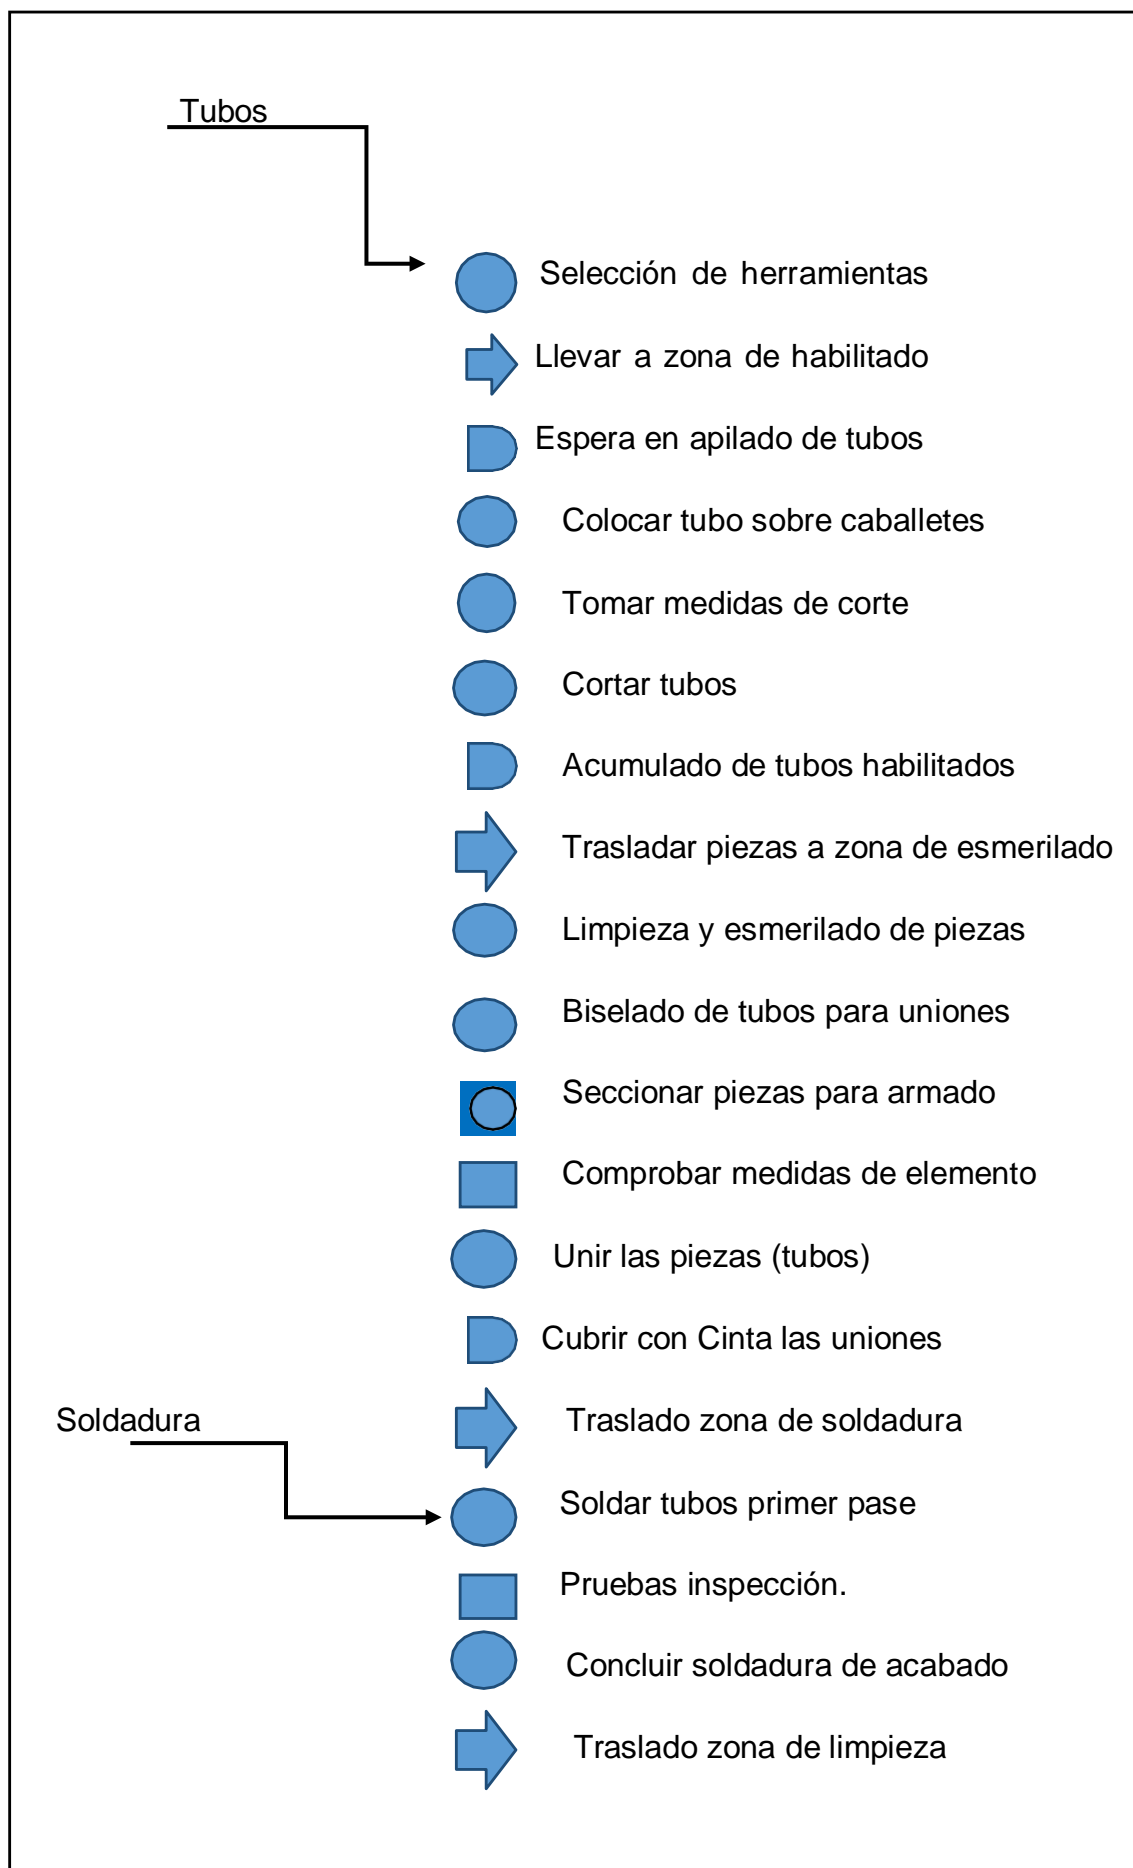 Tubos
Selección de herramientas
Llevar a zona de habilitado
Espera en apilado de tubos
Colocar tubo sobre caballetes
Tomar medidas de corte
Cortar tubos
Acumulado de tubos habilitados
Trasladar piezas a zona de esmerilado
Limpieza y esmerilado de piezas
Biselado de tubos para uniones
Seccionar piezas para armado
Comprobar medidas de elemento
Unir las piezas (tubos)
Cubrir con Cinta las uniones
Soldadura
Traslado zona de soldadura
Soldar tubos primer pase
Pruebas inspección.
Concluir soldadura de acabado
Traslado zona de limpieza